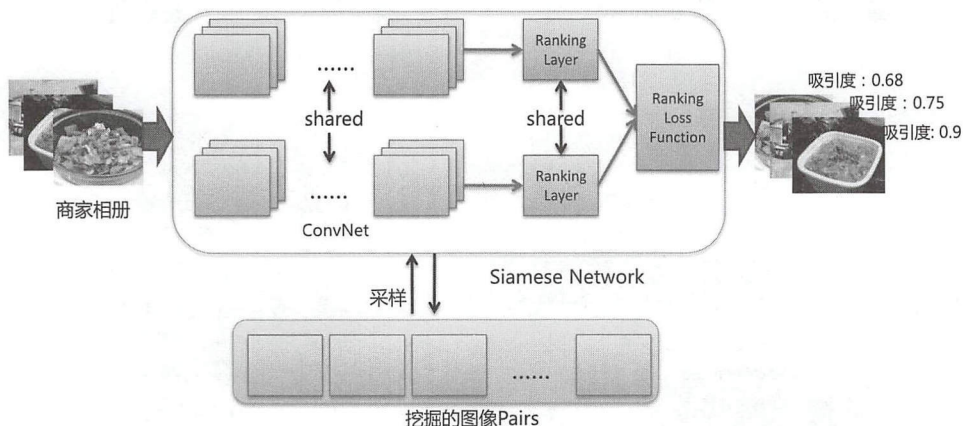 Ranking
Layer
......
shared
shared
Ranking
Loss
Function
吸引度：0.68
吸引度：0.75
吸引度: 0.9
商家相册
......
Ranking
Layer
ConvNet
Siamese Network
采样
......
挖掘的图像Pairs